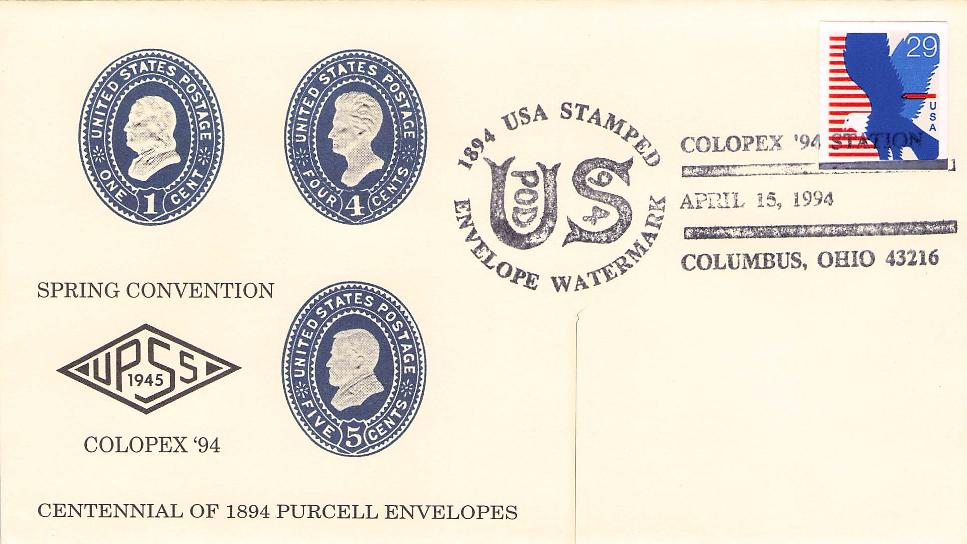 UNITED STATES POSTAGE
ONE 1 CENT
UNITED STATES POSTAGE
FOUR 4 CENTS
29
USA
1894 USA STAMPED
US
POD
94
ENVELOPE WATERMARK
COLOPEX '94 STATION
APRIL 15, 1994
COLUMBUS, OHIO 43216
SPRING CONVENTION
UPSS
1945
COLOPEX '94
UNITED STATES POSTAGE
FIVE 5 CENTS
CENTENNIAL OF 1894 PURCELL ENVELOPES